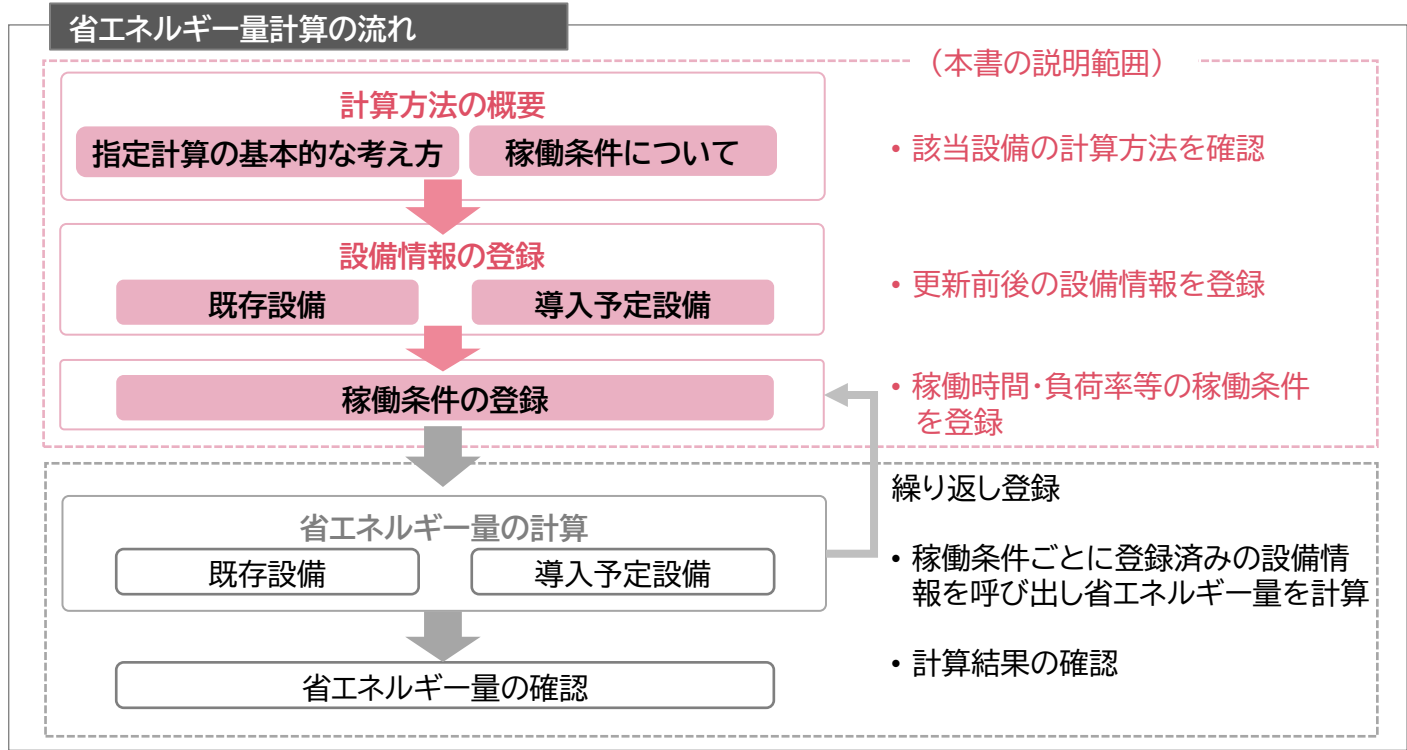 省エネルギー量計算の流れ
（本書の説明範囲）
計算方法の概要
指定計算の基本的な考え方
稼働条件について
• 該当設備の計算方法を確認
設備情報の登録
既存設備
導入予定設備
• 更新前後の設備情報を登録
稼働条件の登録
• 稼働時間・負荷率等の稼働条件
を登録
繰り返し登録
省エネルギー量の計算
既存設備
導入予定設備
• 稼働条件ごとに登録済みの設備情
報を呼び出し省エネルギー量を計算
省エネルギー量の確認
• 計算結果の確認